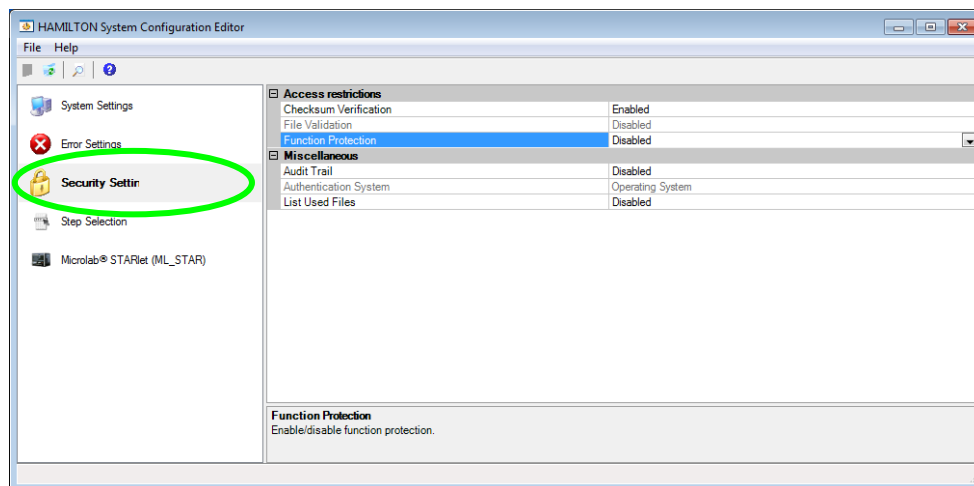 HAMILTON System Configuration Editor
File Help
System Settings
Error Settings
Security Settin
Step Selection
Microlab® STARlet (ML_STAR)
Access restrictions
Checksum Verification Enabled
File Validation Disabled
Function Protection Disabled
Miscellaneous
Audit Trail Disabled
Authentication System Operating System
List Used Files Disabled
Function Protection
Enable/disable function protection.